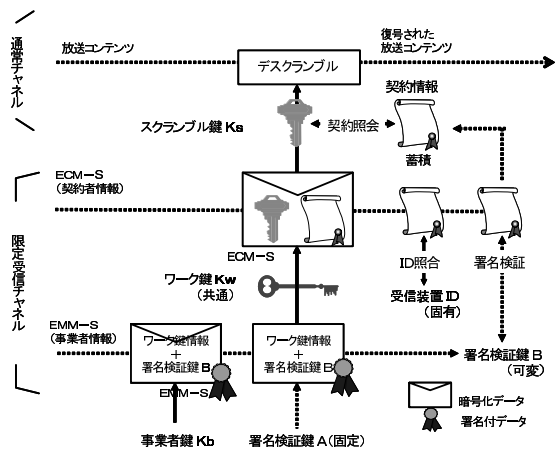 通常チャネル
放送コンテンツ
復号された
放送コンテンツ
デスクランブル
契約情報
スクランブル鍵 Ks
契約照会
蓄積
ECM－S
（契約者情報）
ECM－S
限定受信チャネル
ID照合
署名検証
ワーク鍵 Kw
（共通）
受信装置 ID
（固有）
EMM－S
（事業者情報）
ワーク鍵情報
＋
署名検証鍵 B
ワーク鍵情報
＋
署名検証鍵 B
署名検証鍵 B
（可変）
EMM－S
暗号化データ
署名付データ
事業者鍵 Kb
署名検証鍵 A（固定）